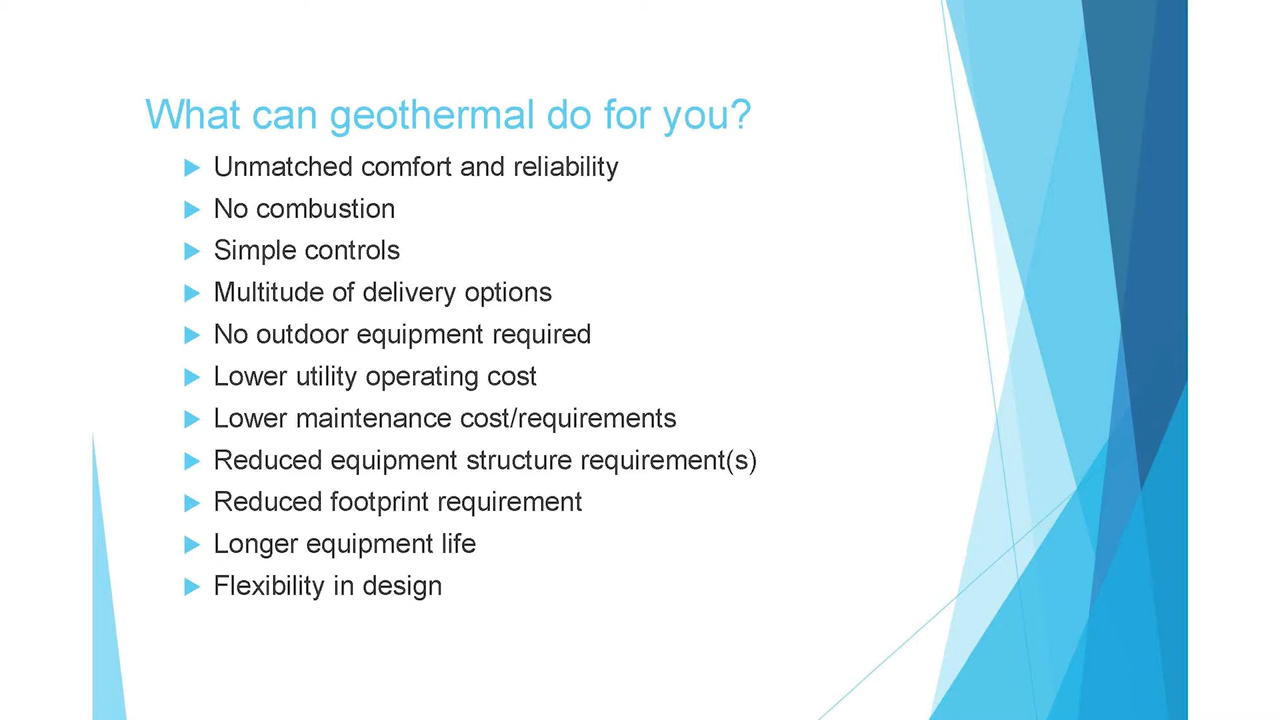 What can geothermal do for you?
Unmatched comfort and reliability
No combustion
Simple controls
Multitude of delivery options
No outdoor equipment required
Lower utility operating cost
Lower maintenance cost/requirements
Reduced equipment structure requirement(s)
Reduced footprint requirement
Longer equipment life
Flexibility in design